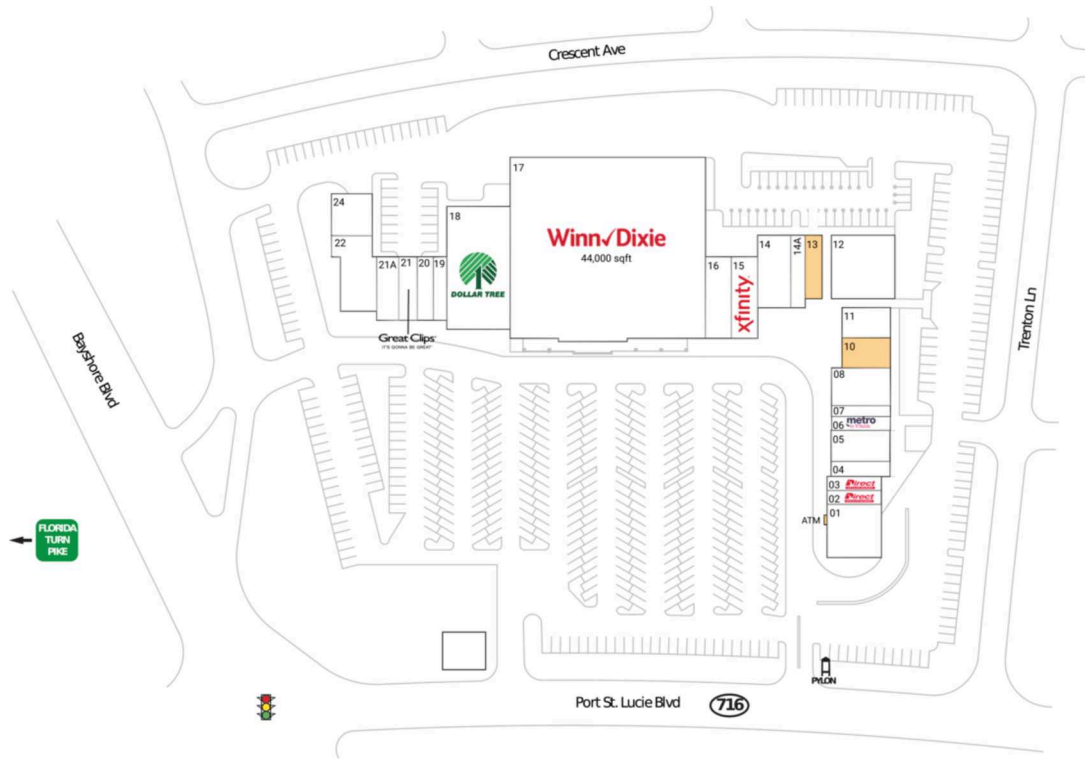 Crescent Ave
17
24
18
Winn✓Dixie
44,000 sqft
22
14
14A
13
12
21A
21
20
19
16
15
xfinity
DOLLAR TREE
11
Great Clips
IT'S GONNA BE GREAT
10
Trenton Ln
Bayshore Blvd
08
07
06
metro
05
04
03
Direct
02
Direct
ATM
01
FLORIDA
TURN
PIKE
PYLON
Port St. Lucie Blvd
716